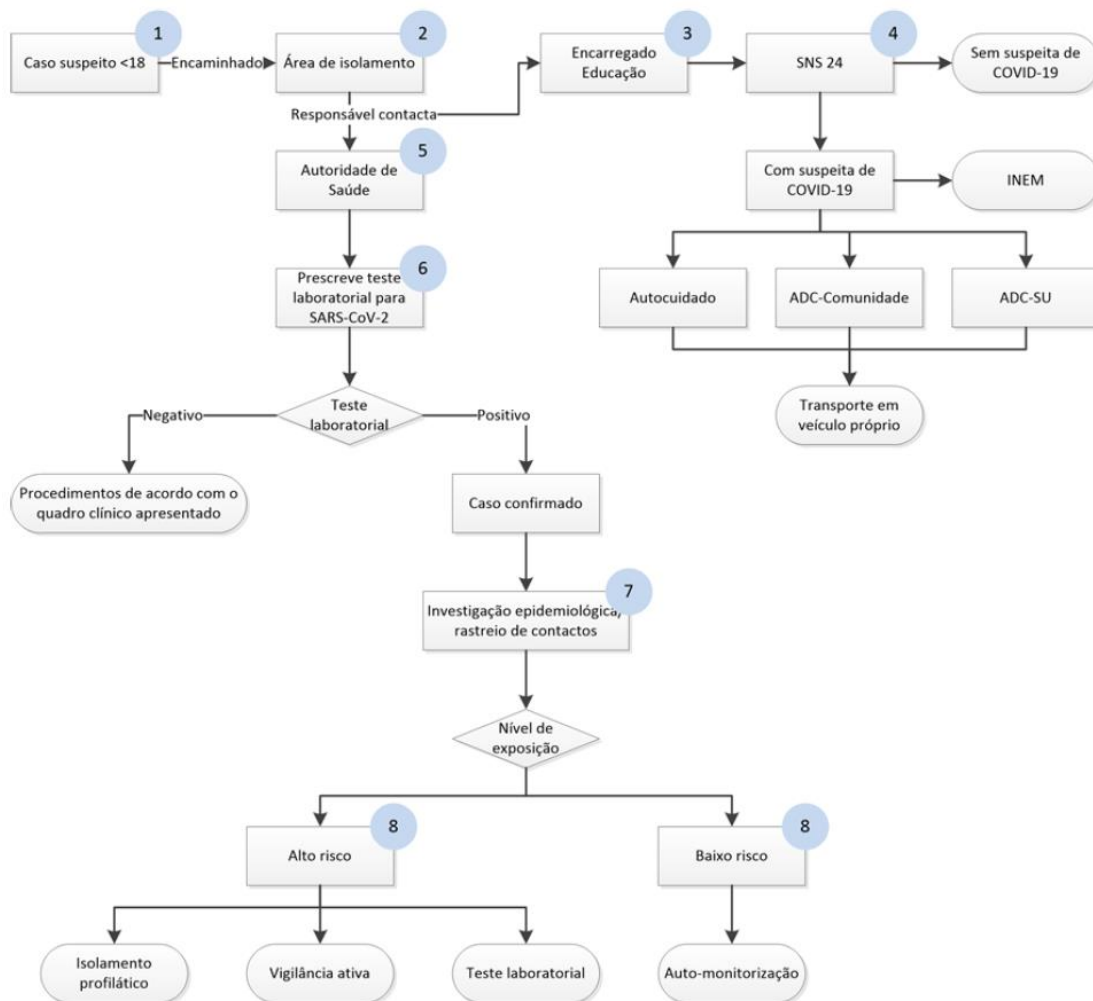 1
Caso suspeito <18
Encaminhado
2
Área de isolamento
Responsável contacta
3
Encarregado
Educação
4
SNS 24
Sem suspeita de
COVID-19
5
Autoridade de
Saúde
Com suspeita de
COVID-19
INEM
6
Prescreve teste
laboratorial para
SARS-CoV-2
Autocuidado
ADC-Comunidade
ADC-SU
Transporte em
veículo próprio
Teste
laboratorial
Negativo
Positivo
Procedimentos de acordo com o
quadro clínico apresentado
Caso confirmado
7
Investigação epidemiológica/
rastreio de contactos
Nível de
exposição
8
Alto risco
8
Baixo risco
Isolamento
profilático
Vigilância ativa
Teste laboratorial
Auto-monitorização